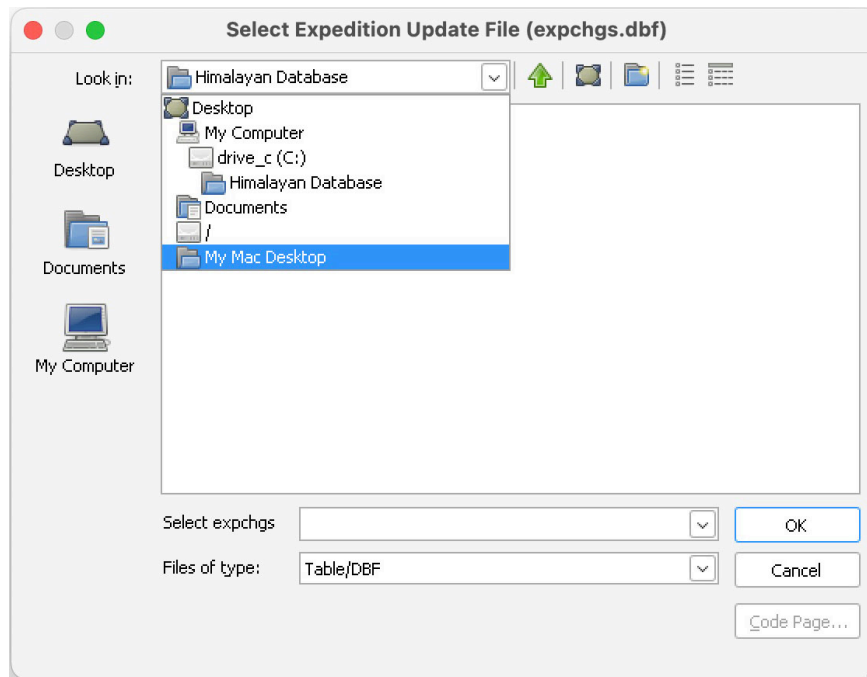 Select Expedition Update File (expchgs.dbf)
Look in:
Himalayan Database
Desktop
My Computer
drive_c (C:)
Himalayan Database
Documents
/
My Mac Desktop
Desktop
Documents
My Computer
Select expchgs
OK
Files of type:
Table/DBF
Cancel
Code Page...